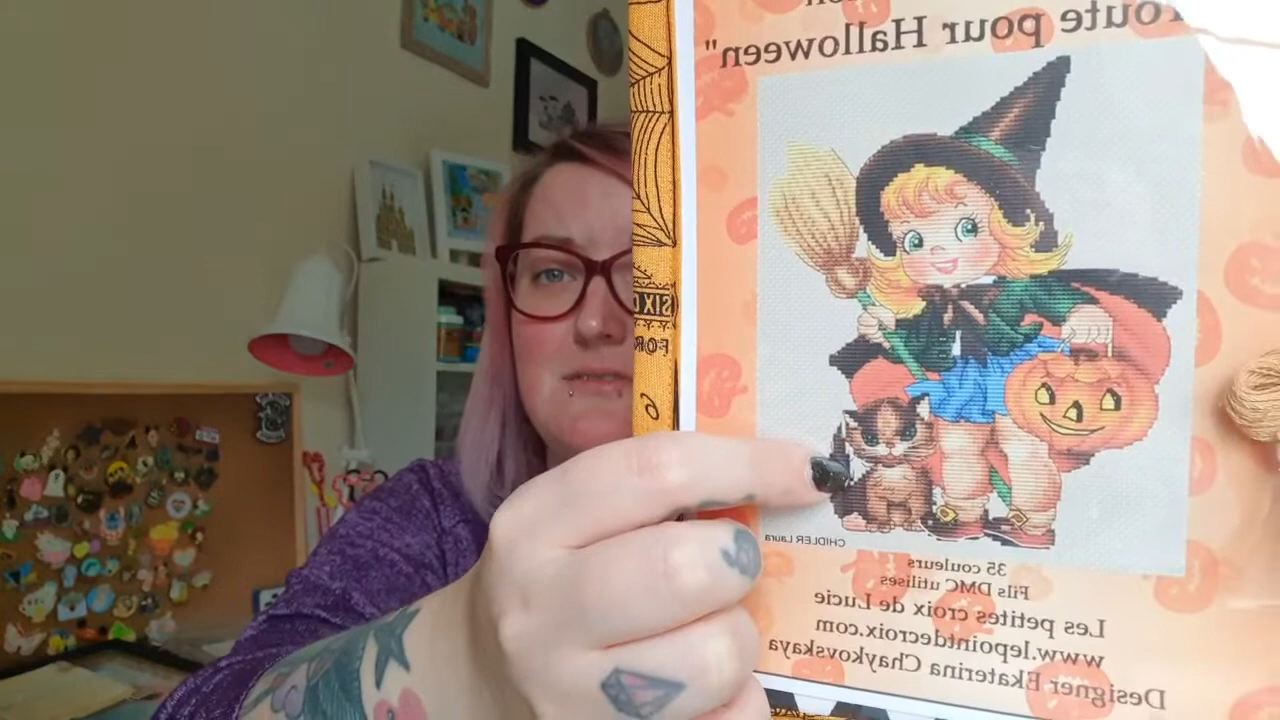 route pour Halloween"
CHIDLER Laura
35 couleurs
Fils DMC utilises
Les petites croix de Lucie
www.lepointdecroix.com
Designer Ekaterina Chaykovskaya
SIX
FOR
6